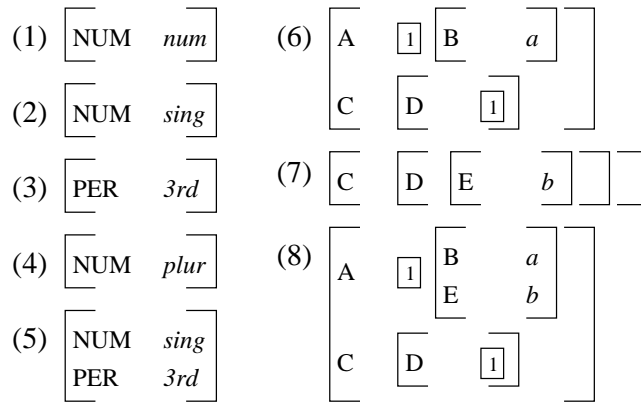 (1) NUM num
(2) NUM sing
(3) PER 3rd
(4) NUM plur
(5) NUM sing
PER 3rd
(6) A 1 B a
C D 1
(7) C D E b
(8) A 1 B a
E b
C D 1